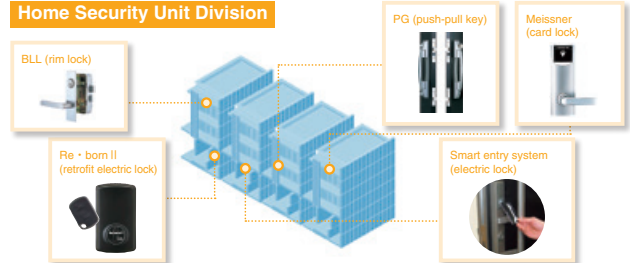 Home Security Unit Division
BLL (rim lock)
PG (push-pull key)
Meissner
(card lock)
Re・born II
(retrofit electric lock)
Smart entry system
(electric lock)